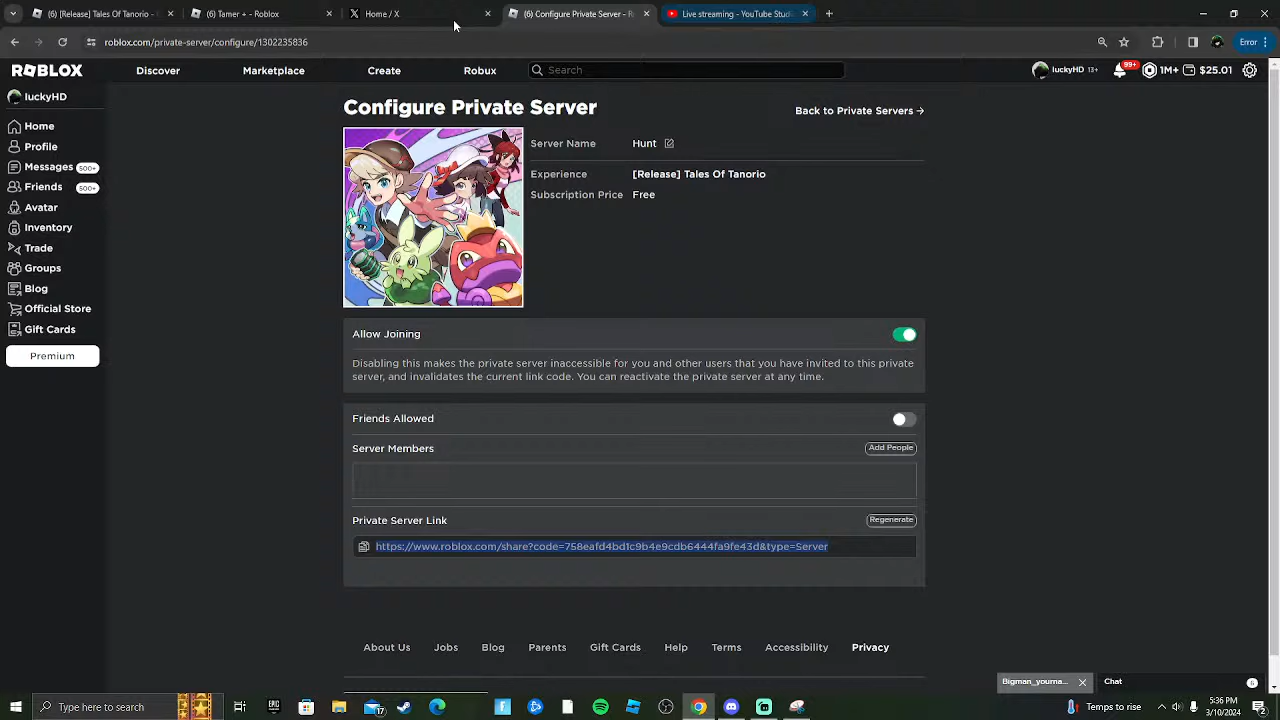 (6) [Release] Tales Of Tanorio -
Tamer + - Roblox
Home / X
(6) Configure Private Server - R
Live streaming - YouTube Studi
roblox.com/private-server/configure/1302235836
Error
ROBLOX
Discover
Marketplace
Create
Robux
Search
luckyHD 13+
99+
1M+
$25.01
luckyHD
Home
Profile
Messages 500+
Friends 500+
Avatar
Inventory
Trade
Groups
Blog
Official Store
Gift Cards
Premium
Configure Private Server
Back to Private Servers →
Server Name Hunt
Experience [Release] Tales Of Tanorio
Subscription Price Free
Allow Joining
Disabling this makes the private server inaccessible for you and other users that you have invited to this private
server, and invalidates the current link code. You can reactivate the private server at any time.
Friends Allowed
Server Members
Add People
Private Server Link
Regenerate
https://www.roblox.com/share?code=758eafd4bd1c9b4e9cdb6444fa9fe43d&type=Server
About Us
Jobs
Blog
Parents
Gift Cards
Help
Terms
Accessibility
Privacy
Bigman_yourna...
Chat
Type here to search
EPIC
17
Temps to rise
5:36 PM
3/10/2024